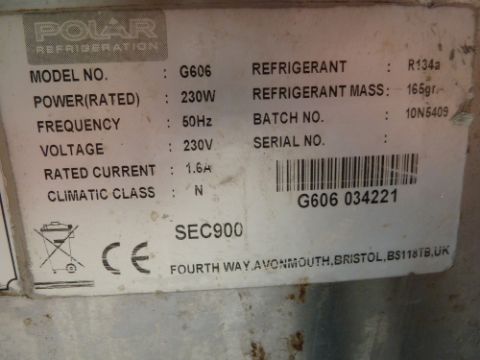 POLAR
REFRIGERATION
MODEL NO. : G606
POWER(RATED) : 230W
FREQUENCY : 50Hz
VOLTAGE : 230V
RATED CURRENT : 1.6A
CLIMATIC CLASS : N
REFRIGERANT : R134a
REFRIGERANT MASS: 165gr.
BATCH NO. : 10N5409
SERIAL NO. :
G606 034221
SEC900
CE
FOURTH WAY,AVONMOUTH,BRISTOL,BS118TB,UK